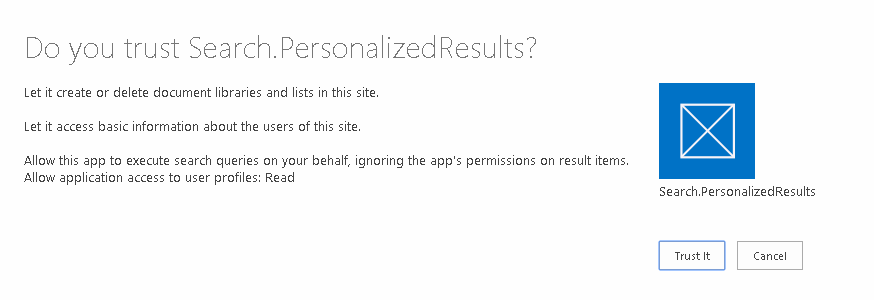 Do you trust Search.PersonalizedResults?
Let it create or delete document libraries and lists in this site.
Let it access basic information about the users of this site.
Allow this app to execute search queries on your behalf, ignoring the app's permissions on result items.
Allow application access to user profiles: Read
Search.PersonalizedResults
Trust It
Cancel